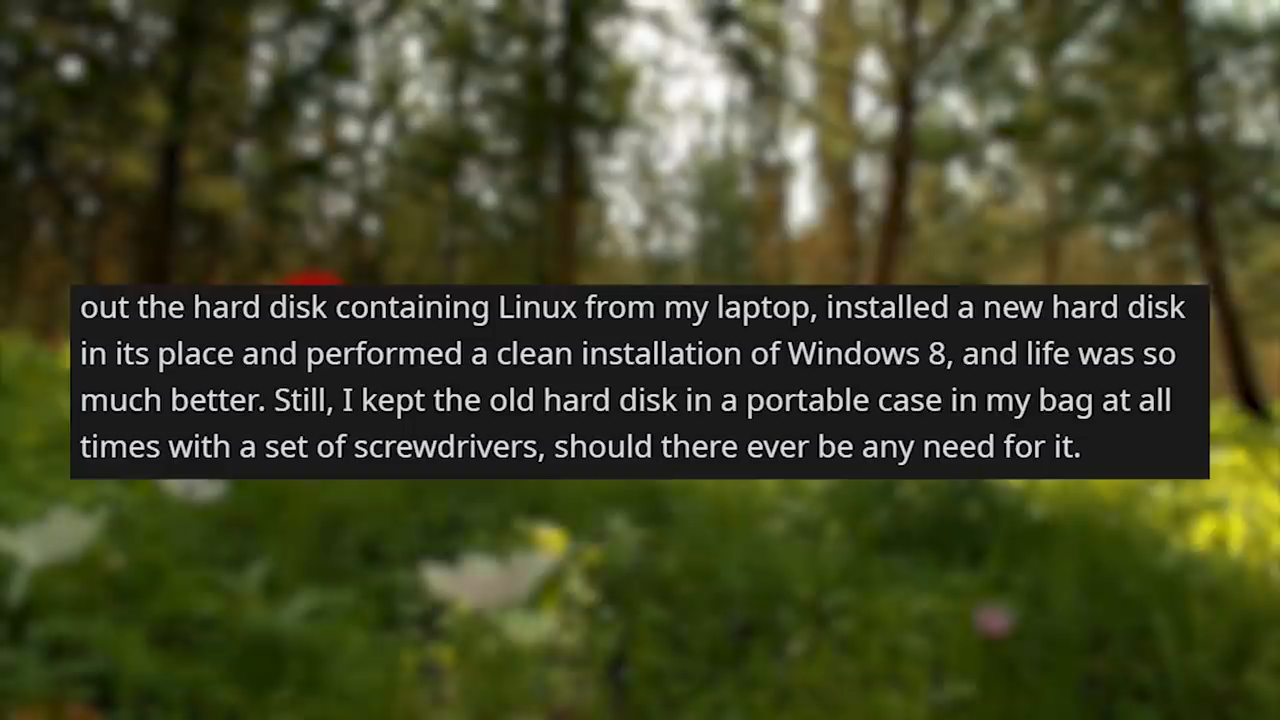 out the hard disk containing Linux from my laptop, installed a new hard disk
in its place and performed a clean installation of Windows 8, and life was so
much better. Still, I kept the old hard disk in a portable case in my bag at all
times with a set of screwdrivers, should there ever be any need for it.